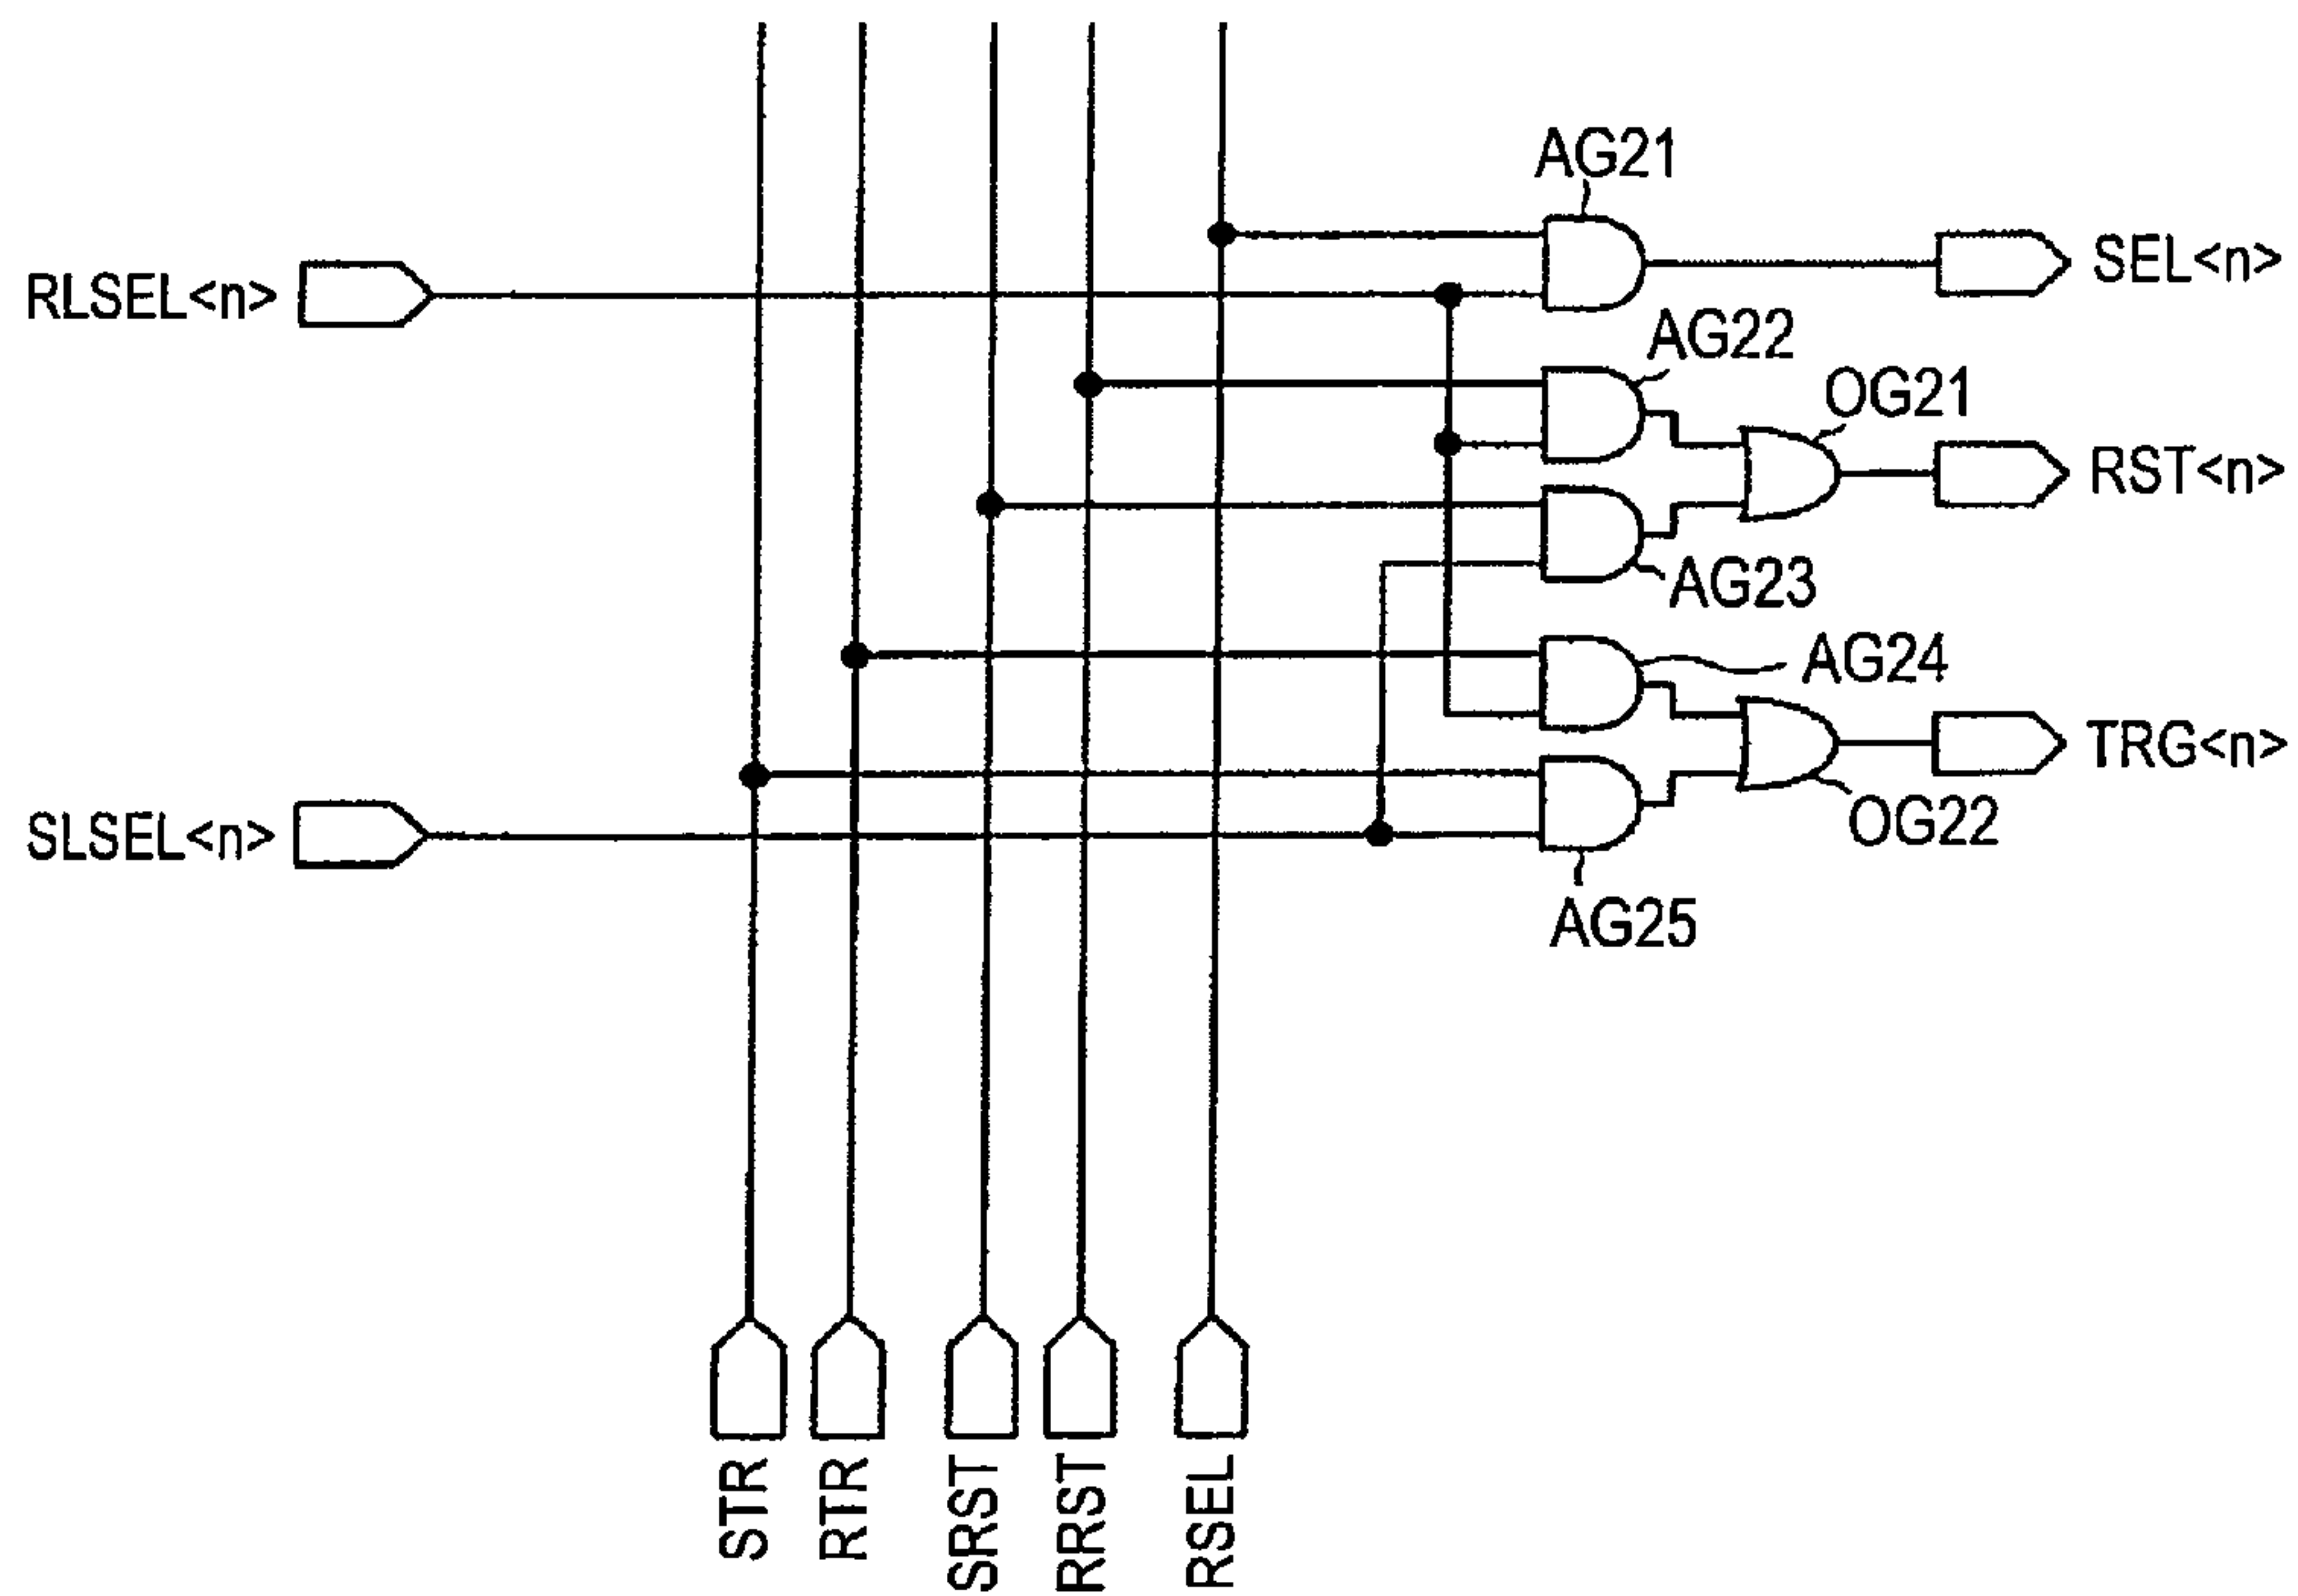 AG21
RLSEL<n>
SEL<n>
AG22
OG21
RST<n>
AG23
AG24
TRG<n>
SLSEL<n>
OG22
AG25
STR
RTR
SRST
RRST
RSEL